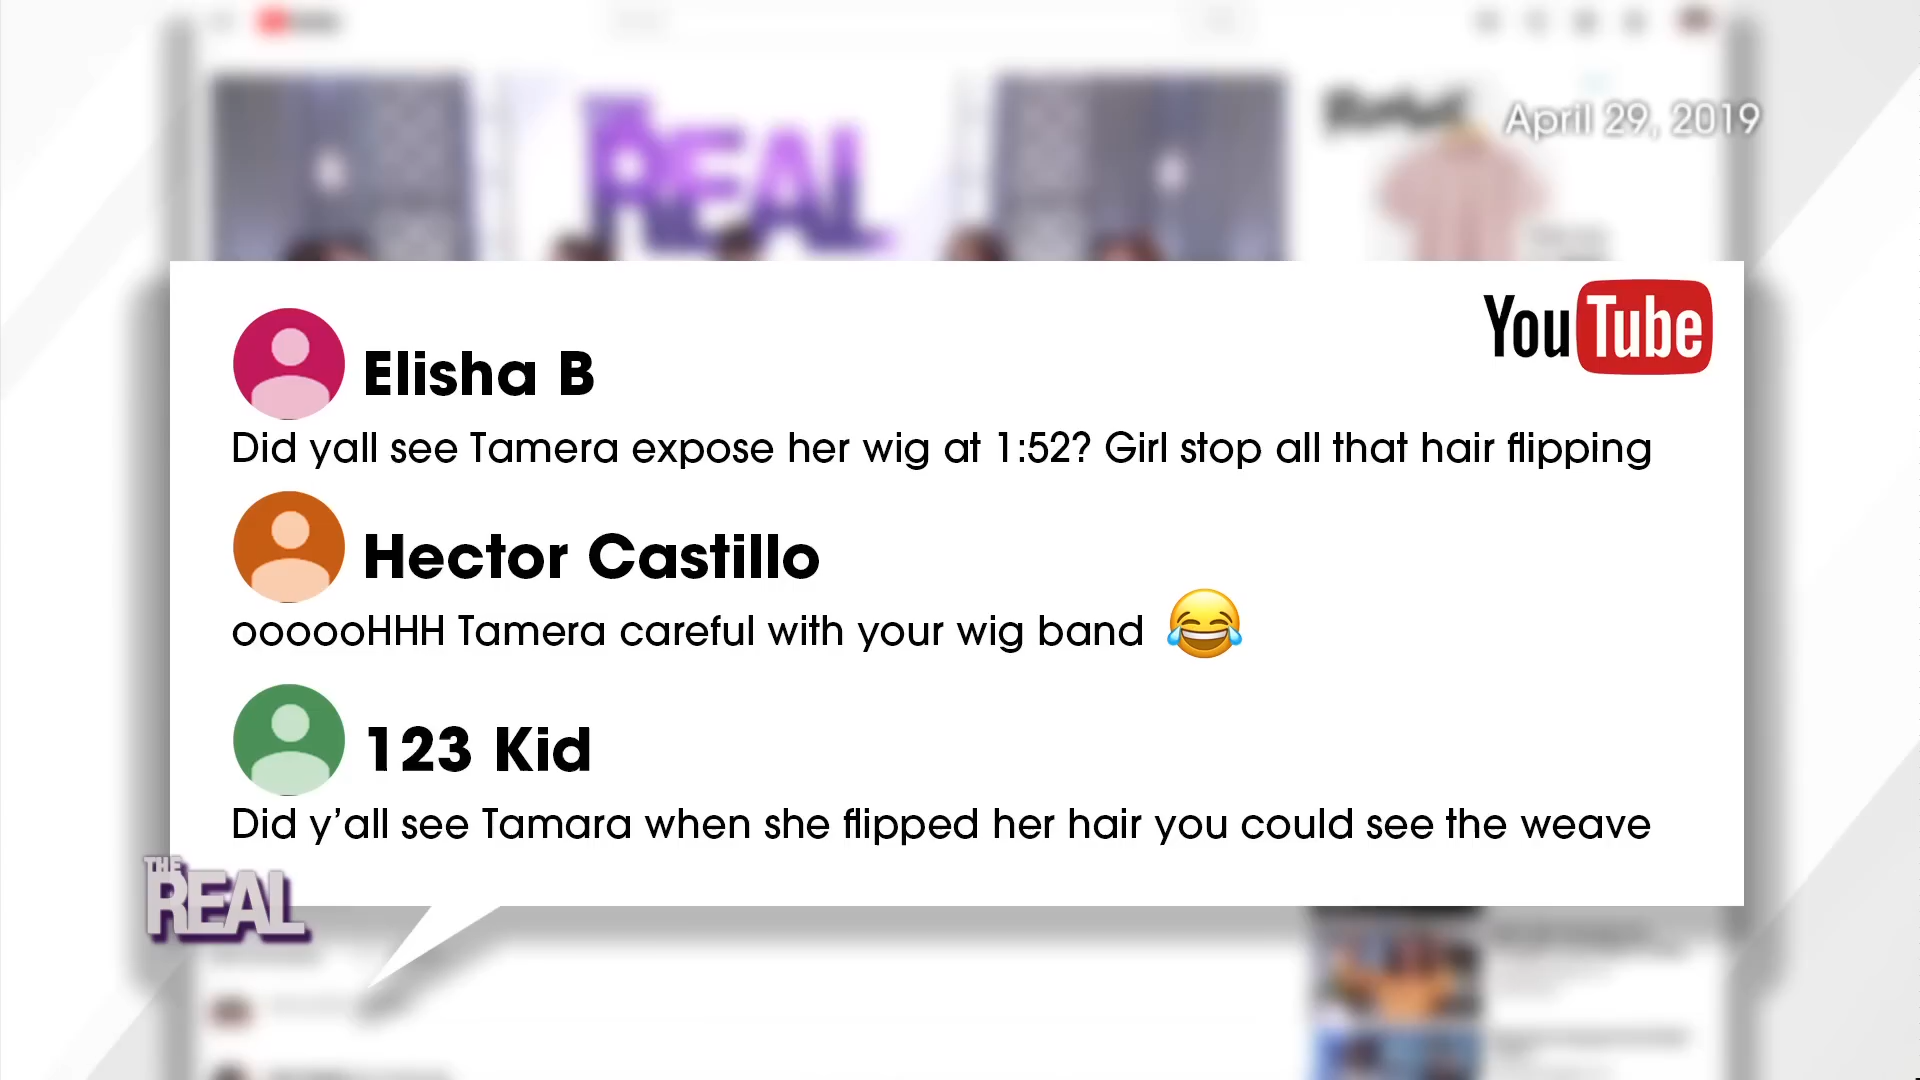 THE
REAL
April 29, 2019
YouTube
Elisha B
Did yall see Tamera expose her wig at 1:52? Girl stop all that hair flipping
Hector Castillo
oooooHHH Tamera careful with your wig band 😂
123 Kid
Did y’all see Tamara when she flipped her hair you could see the weave
THE
REAL